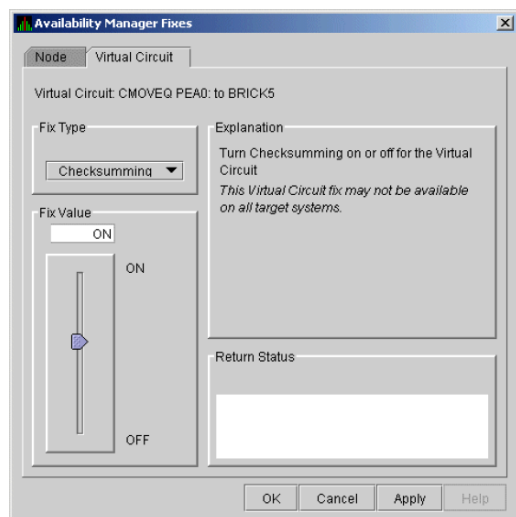 Availability Manager Fixes
Node
Virtual Circuit
Virtual Circuit: CMOVEQ PEA0: to BRICK5
Fix Type
Checksumming
Explanation
Turn Checksumming on or off for the Virtual
Circuit
This Virtual Circuit fix may not be available
on all target systems.
Fix Value
ON
ON
OFF
Return Status
OK
Cancel
Apply
Help